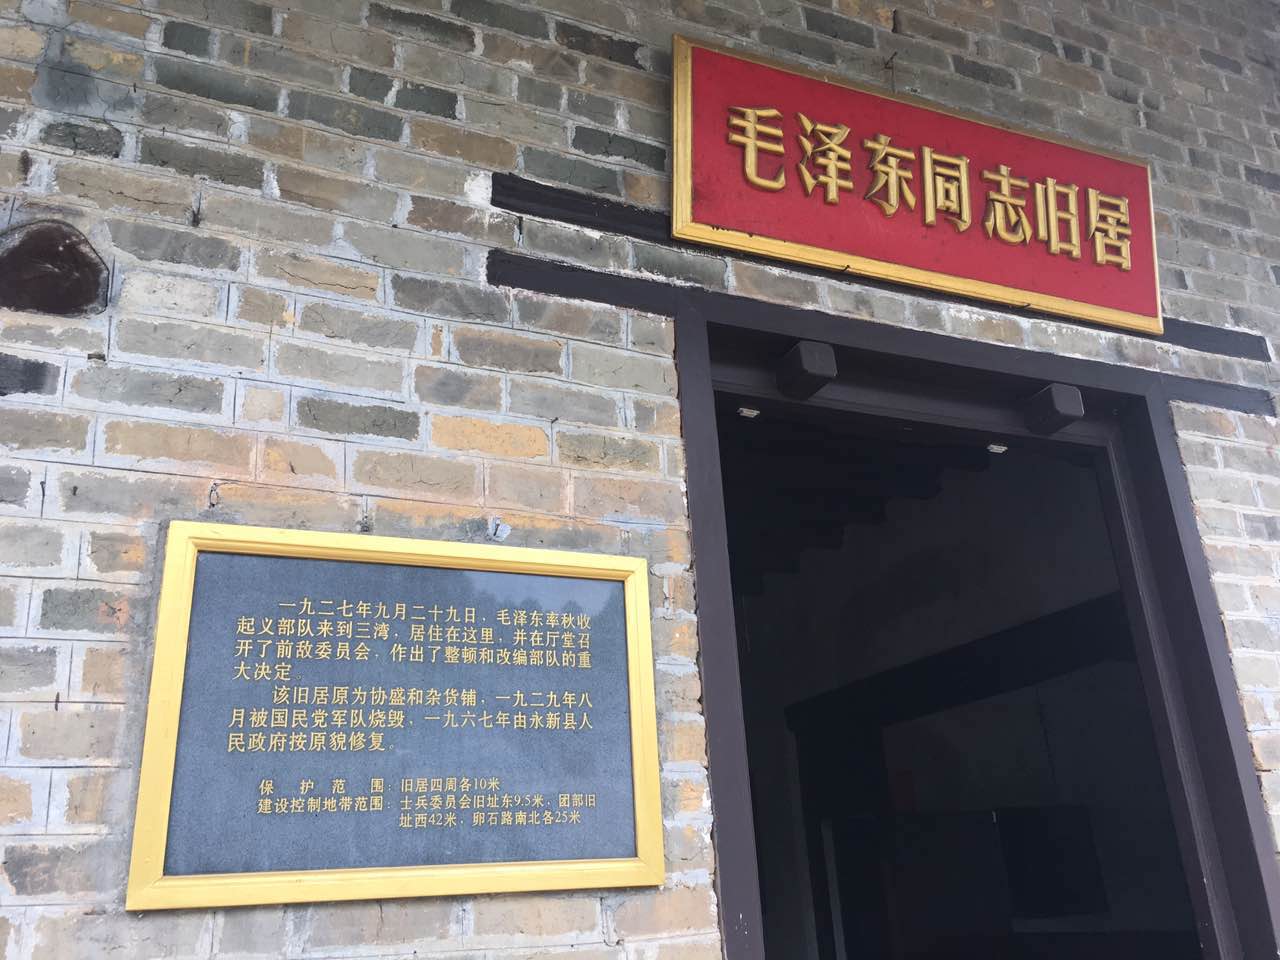 毛泽东同志旧居
一九二七年九月二十九日，毛泽东率秋收
起义部队来到三湾，居住在这里，并在厅堂召
开了前敌委员会，作出了整顿和改编部队的重
大决定。
该旧居原为协盛和杂货铺，一九二九年八
月被国民党军队烧毁，一九六七年由永新县人
民政府按原貌修复。
保护范围：旧居四周各10米
建设控制地带范围：士兵委员会旧址东9.5米，团部旧
址西42米，卵石路南北各25米